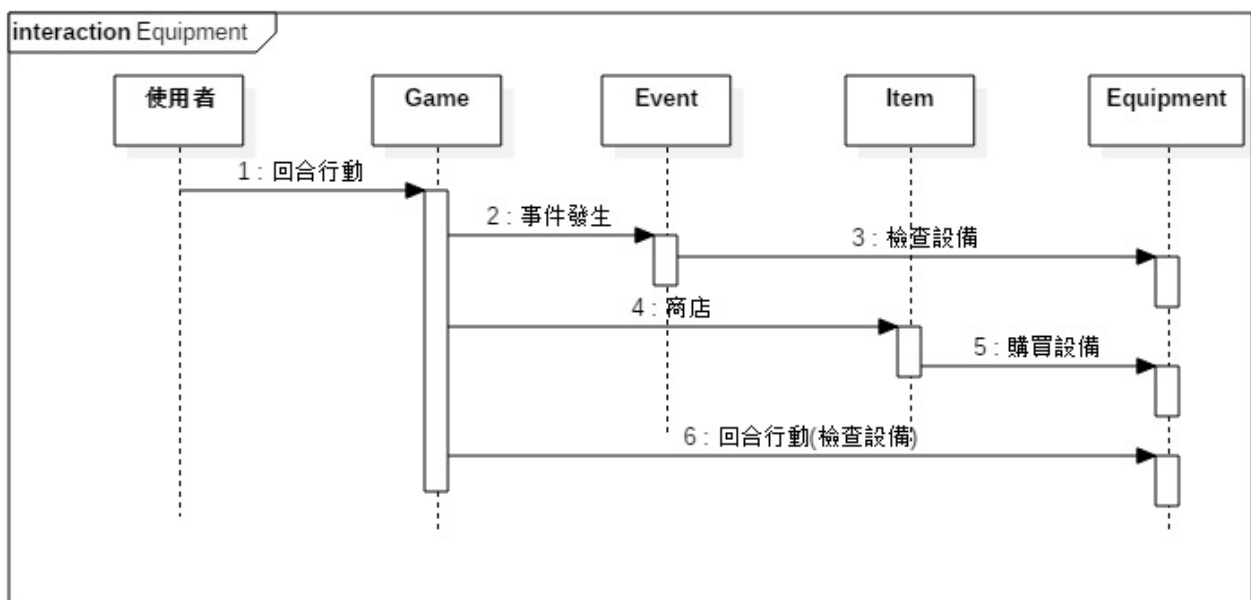 interaction Equipment
使用者
Game
Event
Item
Equipment
1 : 回合行動
2 : 事件發生
3 : 檢查設備
4 : 商店
5 : 購買設備
6 : 回合行動(檢查設備)